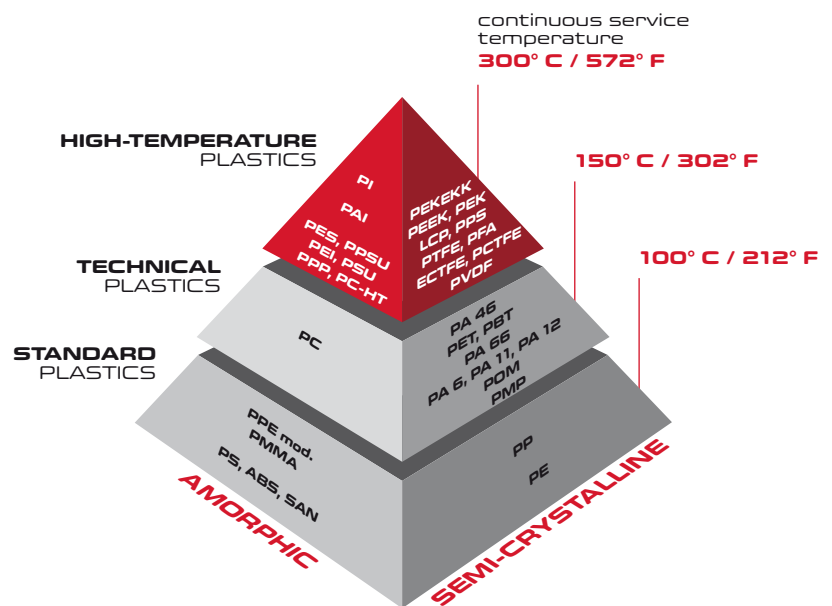 continuous service
temperature
300° C / 572° F
HIGH-TEMPERATURE
PLASTICS
150° C / 302° F
PI
PAI
PES, PPSU
PEI, PSU
PPP, PC-HT
PEKEKK
PEEK, PEK
LCP, PPS
PTFE, PFA
ECTFE, PCTFE
PVDF
100° C / 212° F
TECHNICAL
PLASTICS
PC
PA 46
PET, PBT
PA 66
PA 6, PA 11, PA 12
POM
PMP
STANDARD
PLASTICS
PPE mod.
PMMA
PS, ABS, SAN
PP
PE
AMORPHIC
SEMI-CRYSTALLINE